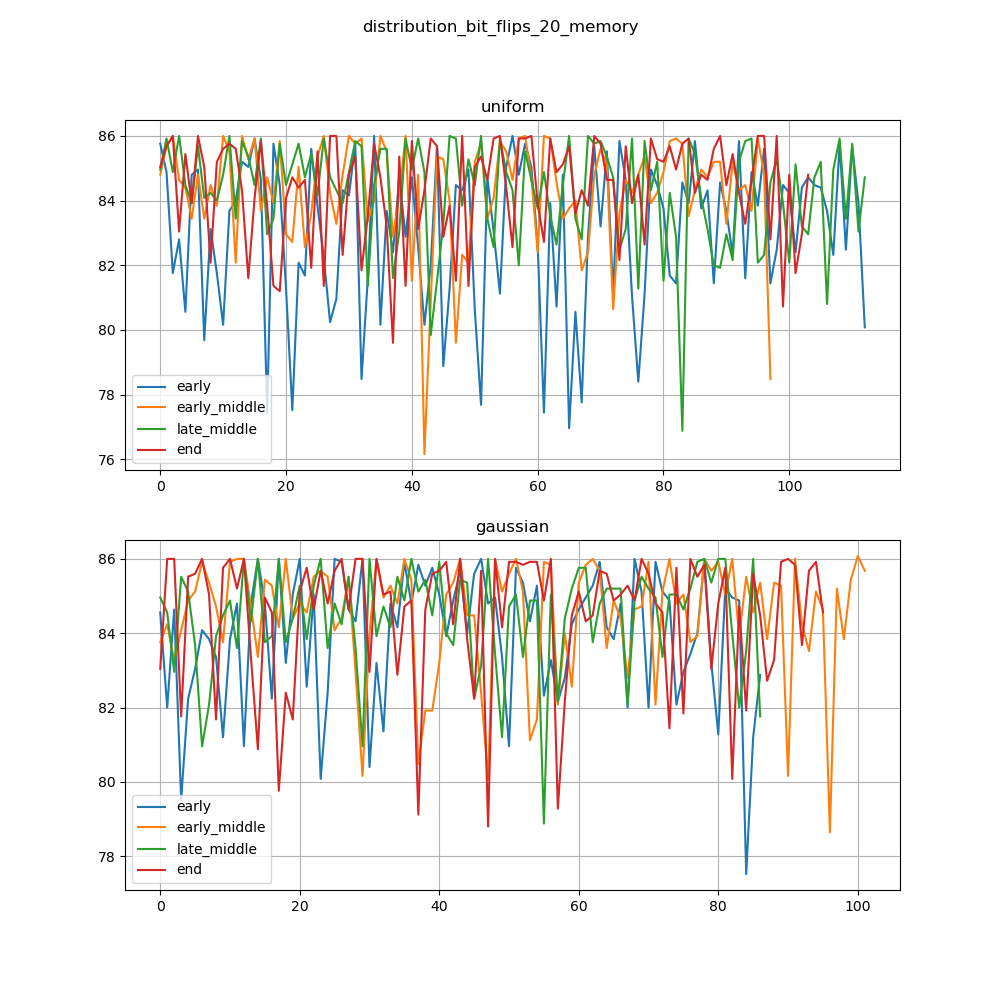 distribution_bit_flips_20_memory
uniform
86
84
82
80
78
76
early
early_middle
late_middle
end
0 20 40 60 80 100
gaussian
86
84
82
80
78
early
early_middle
late_middle
end
0 20 40 60 80 100